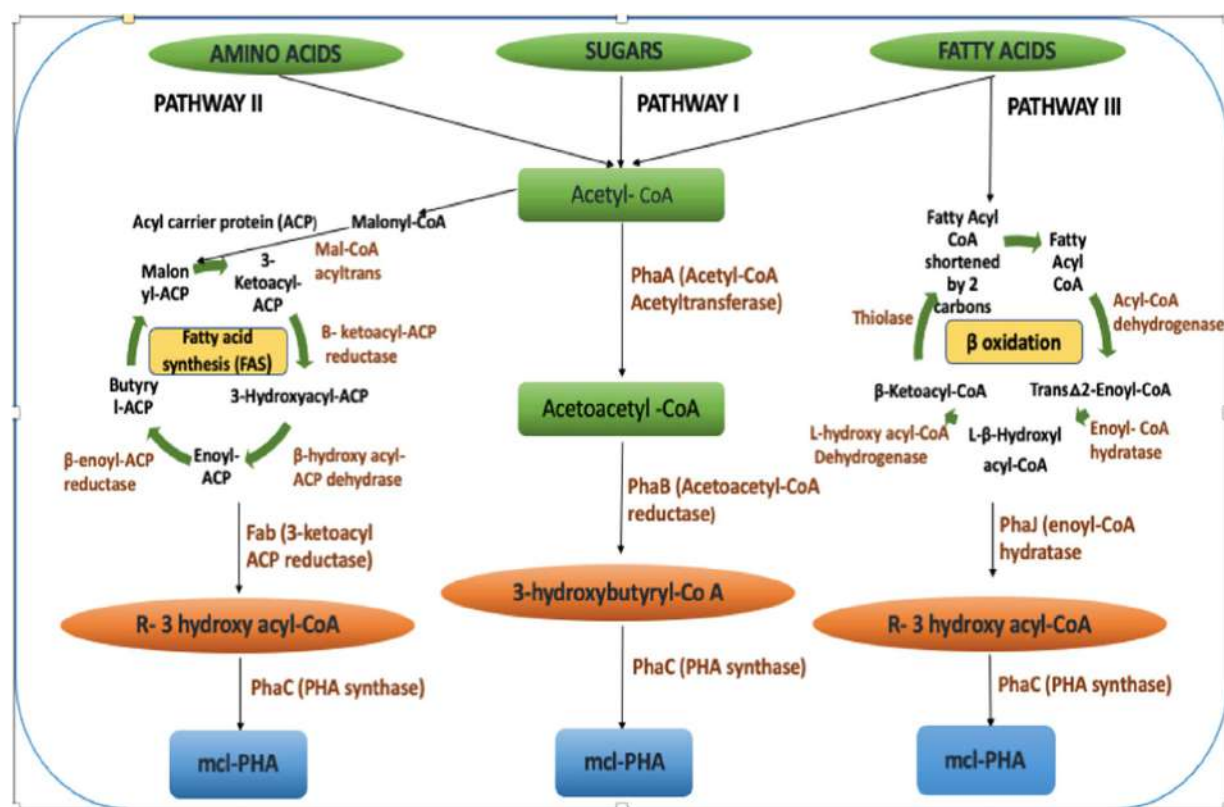 AMINO ACIDS
SUGARS
FATTY ACIDS
PATHWAY II
PATHWAY I
PATHWAY III
Acetyl- CoA
Acyl carrier protein (ACP)
Malonyl-CoA
Mal-CoA
acyltrans
Malon
yl-ACP
3-
Ketoacyl-
ACP
B- ketoacyl-ACP
reductase
Fatty acid
synthesis (FAS)
Butyry
l-ACP
3-Hydroxyacyl-ACP
β-enoyl-ACP
reductase
Enoyl-
ACP
β-hydroxy acyl-
ACP dehydrase
Fab (3-ketoacyl
ACP reductase)
R- 3 hydroxy acyl-CoA
PhaC (PHA synthase)
mcl-PHA
PhaA (Acetyl-CoA
Acetyltransferase)
Acetoacetyl -CoA
PhaB (Acetoacetyl-CoA
reductase)
3-hydroxybutyryl-Co A
PhaC (PHA synthase)
mcl-PHA
Fatty Acyl
CoA
shortened
by 2
carbons
Fatty
Acyl
CoA
Thiolase
Acyl-CoA
dehydrogenase
β oxidation
β-Ketoacyl-CoA
TransΔ2-Enoyl-CoA
L-hydroxy acyl-CoA
Dehydrogenase
L-β-Hydroxyl
acyl-CoA
Enoyl- CoA
hydratase
PhaJ (enoyl-CoA
hydratase
R- 3 hydroxy acyl-CoA
PhaC (PHA synthase)
mcl-PHA